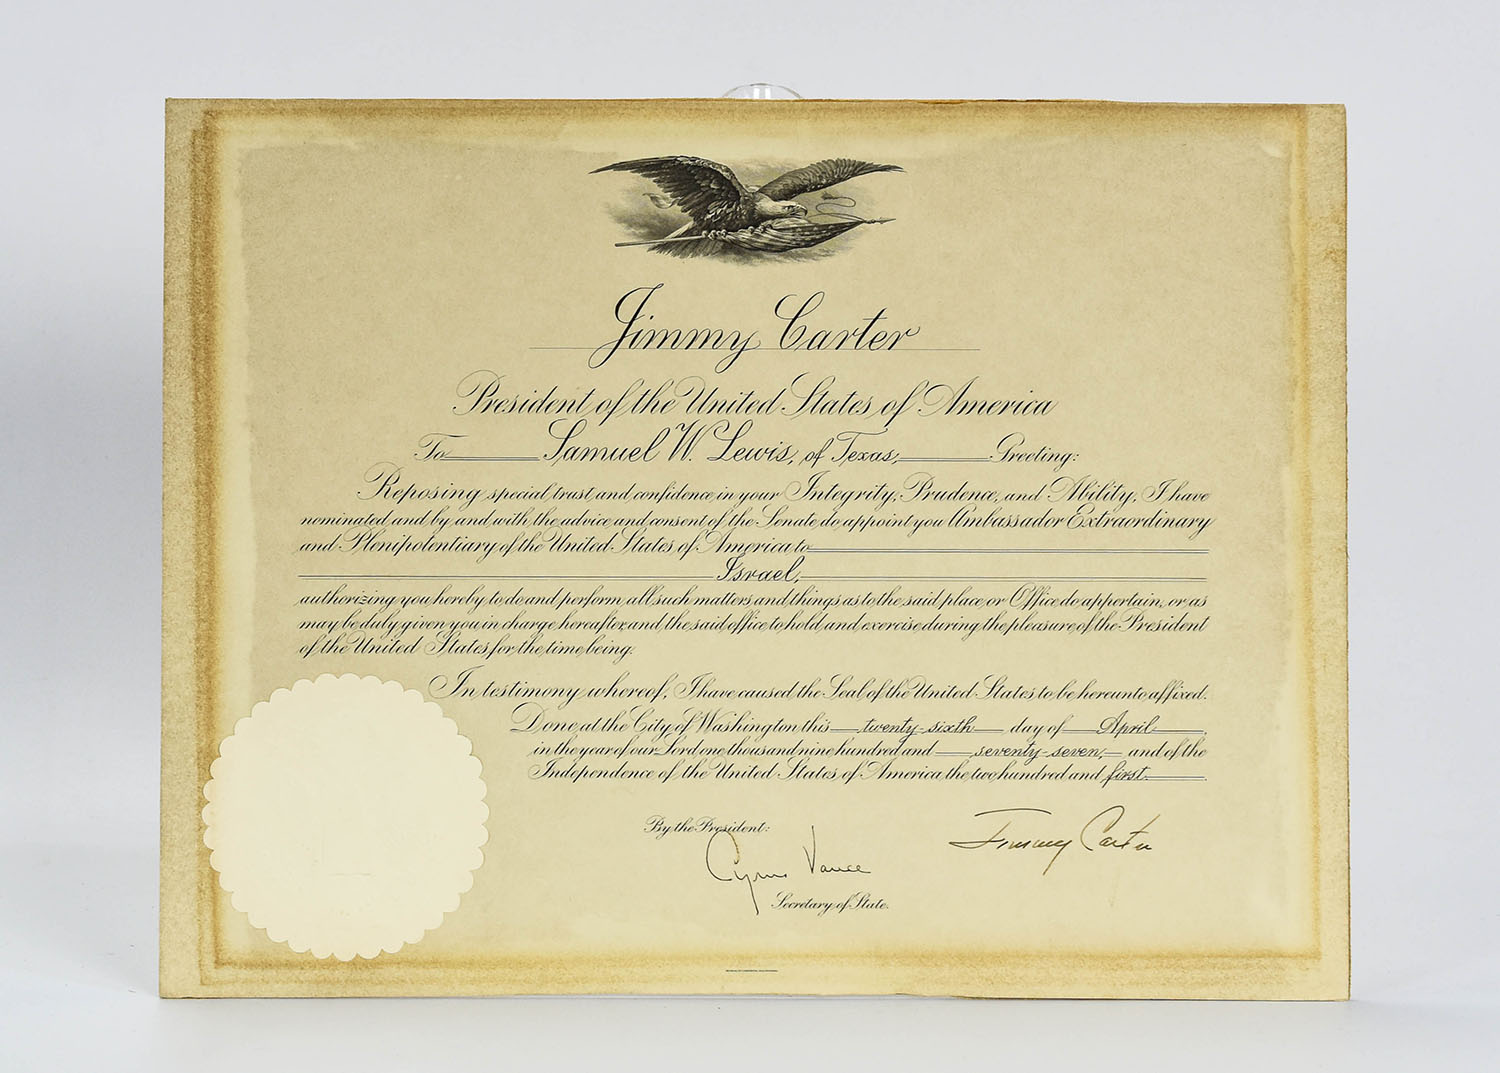 Jimmy Carter
President of the United States of America
To Samuel W. Lewis, of Texas, Greeting:
Reposing special trust and confidence in your Integrity, Prudence, and Ability, I have
nominated and by and with the advice and consent of the Senate do appoint you Ambassador Extraordinary
and Plenipotentiary of the United States of America to
Israel,
authorizing you hereby to do and perform all such matters and things as to the said place or Office do appertain, or as
may be duly given you in charge hereafter, and the said office to hold and exercise during the pleasure of the President
of the United States for the time being.
In testimony whereof, I have caused the Seal of the United States to be hereunto affixed.
Done at the City of Washington this twenty-sixth day of April,
in the year of our Lord one thousand nine hundred and seventy-seven, and of the
Independence of the United States of America the two hundred and first.
By the President:
Jimmy Carter
Cyrus Vance
Secretary of State.